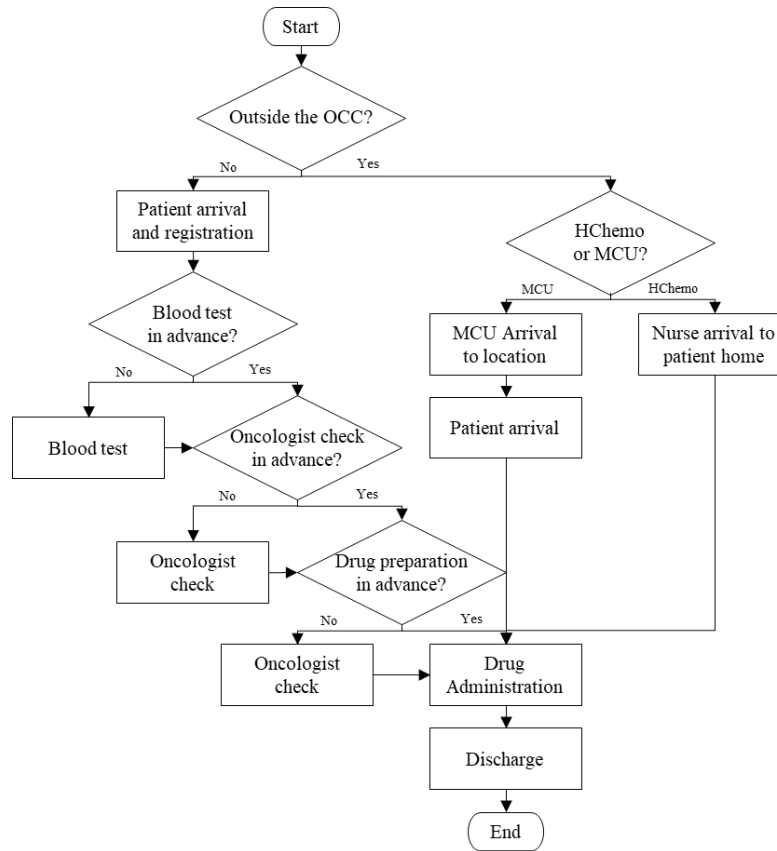 Start
Outside the OCC?
No
Yes
Patient arrival
and registration
HChemo
or MCU?
MCU
HChemo
Blood test
in advance?
MCU Arrival
to location
Nurse arrival to
patient home
No
Yes
Blood test
Oncologist check
in advance?
Patient arrival
No
Yes
Oncologist
check
Drug preparation
in advance?
No
Yes
Oncologist
check
Drug
Administration
Discharge
End